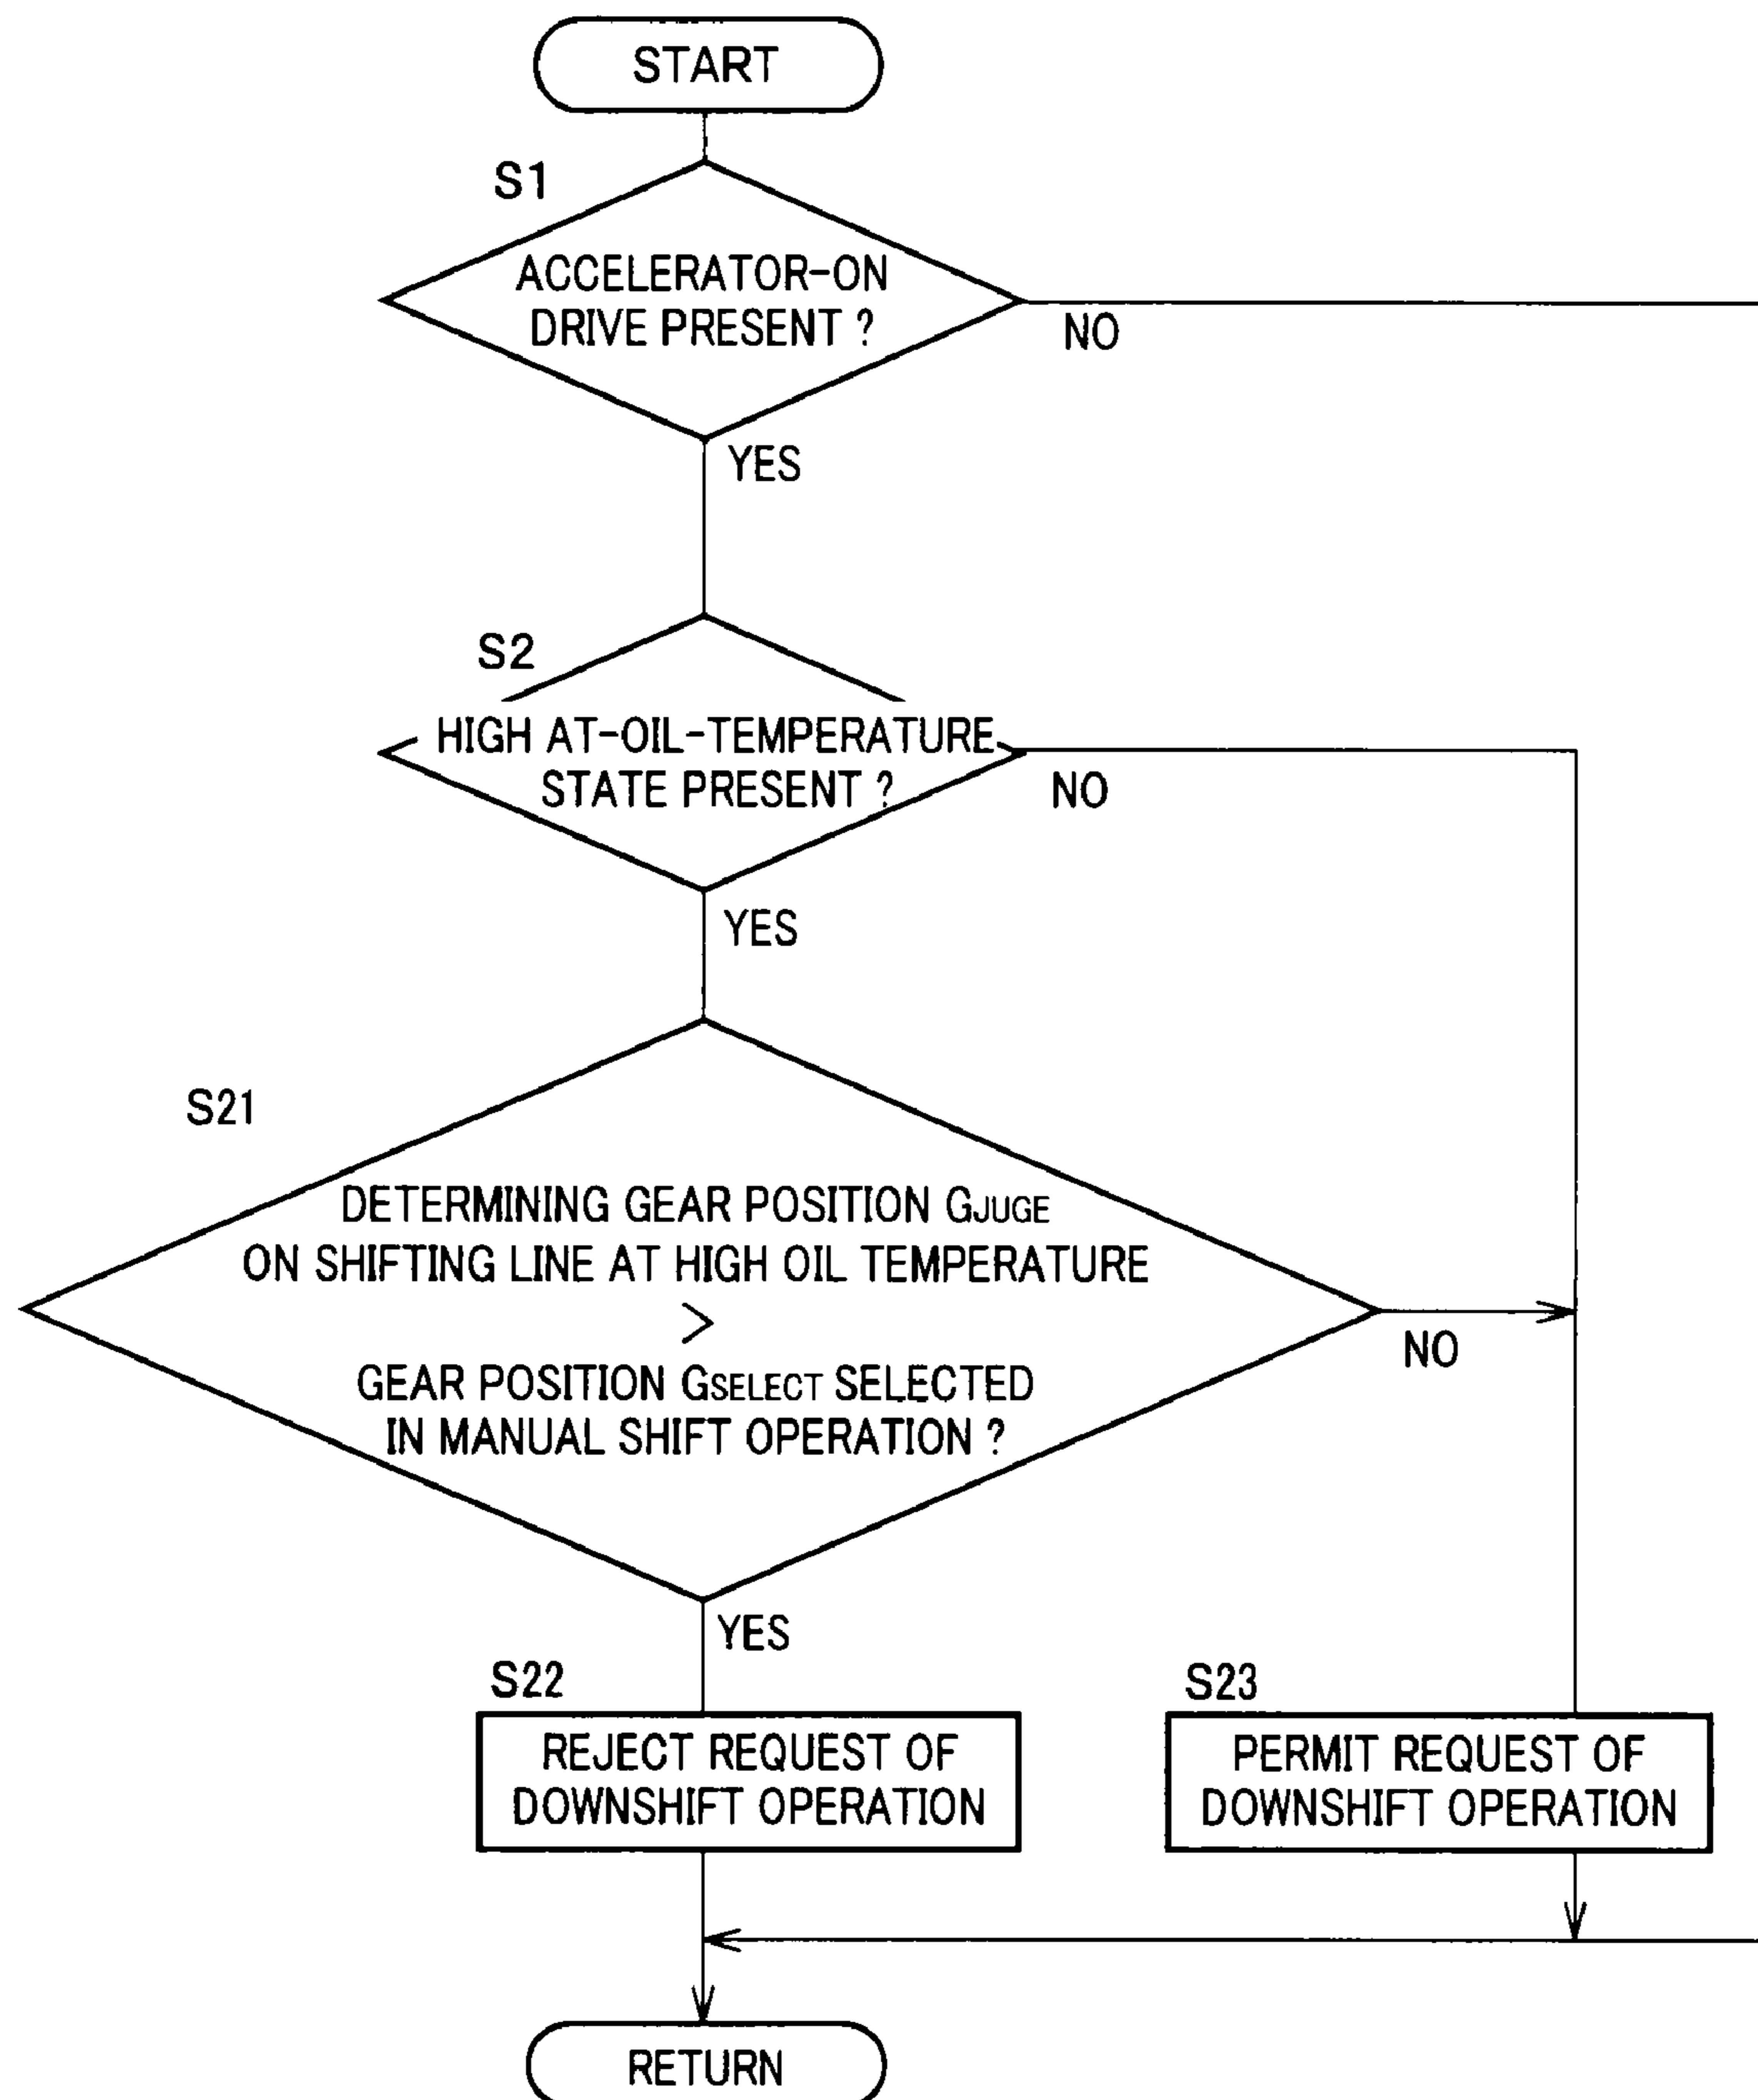 START
S1
ACCELERATOR-ON
DRIVE PRESENT ?
NO
YES
S2
HIGH AT-OIL-TEMPERATURE
STATE PRESENT ?
NO
YES
S21
DETERMINING GEAR POSITION GJUGE
ON SHIFTING LINE AT HIGH OIL TEMPERATURE
>
GEAR POSITION GSELECT SELECTED
IN MANUAL SHIFT OPERATION ?
NO
YES
S22
REJECT REQUEST OF
DOWNSHIFT OPERATION
S23
PERMIT REQUEST OF
DOWNSHIFT OPERATION
RETURN